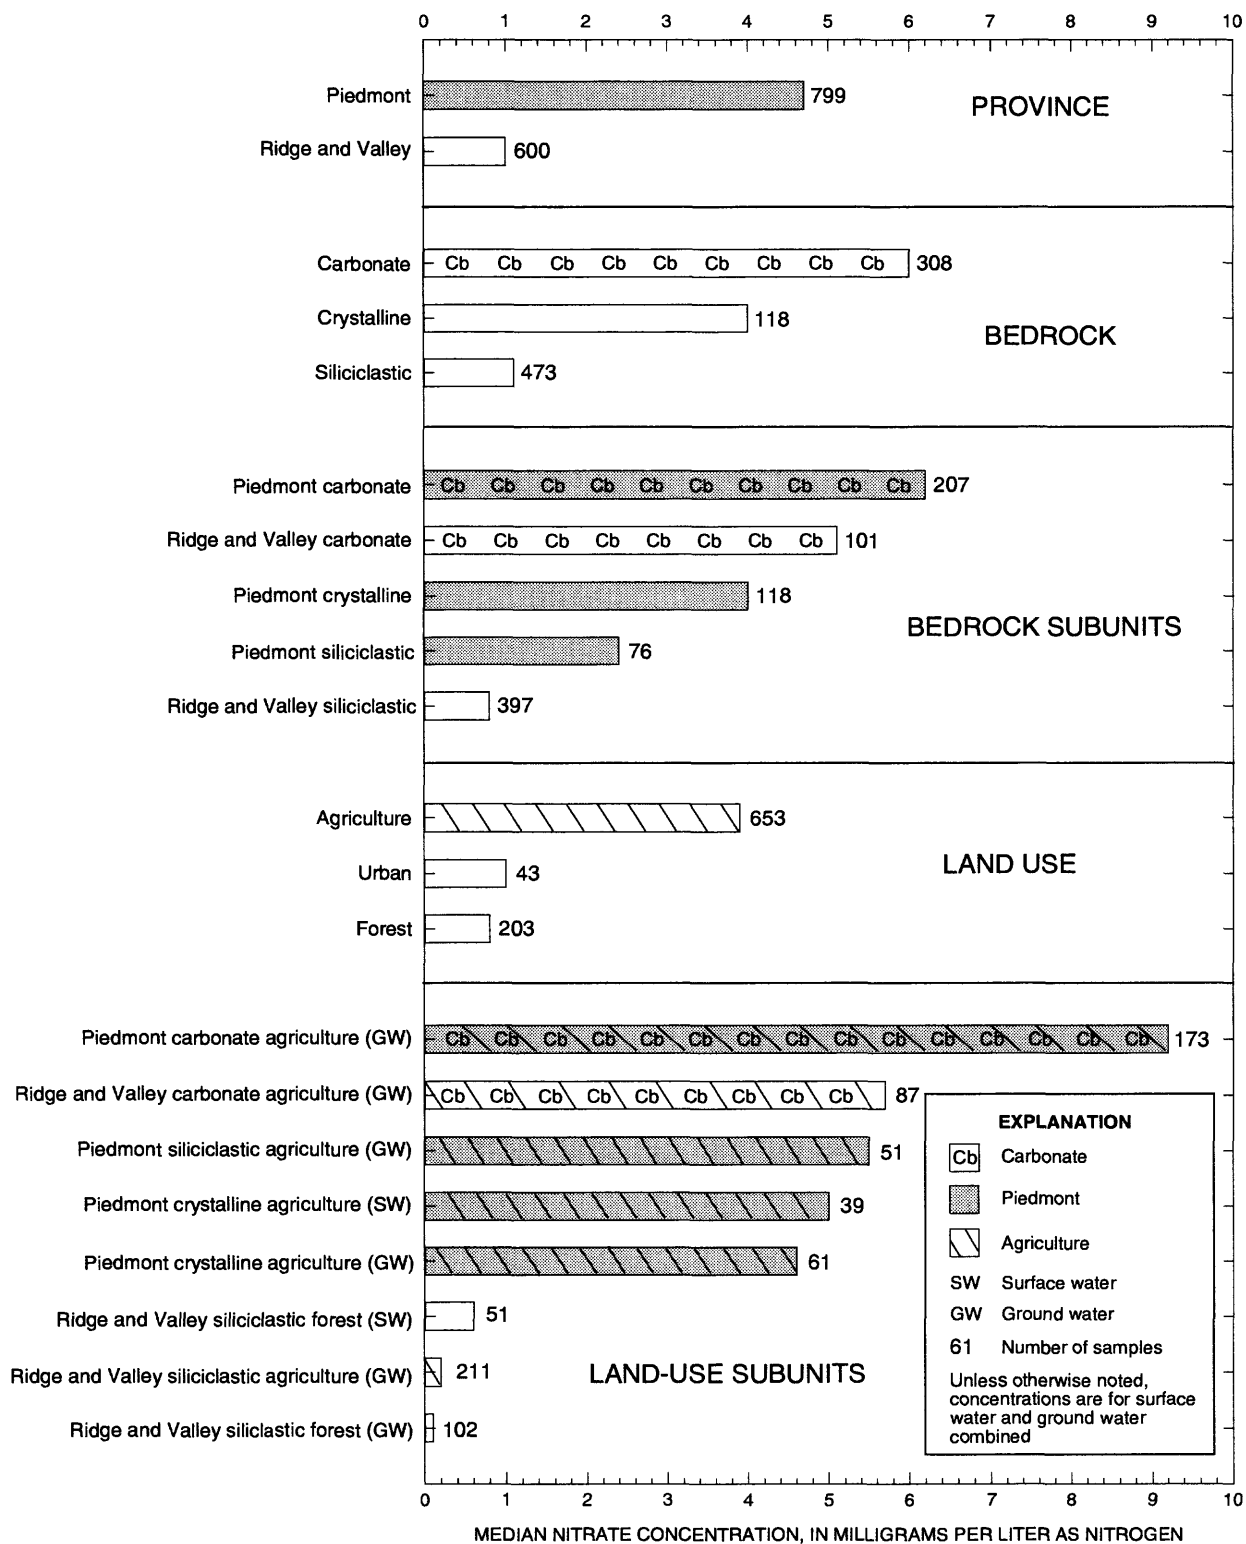 0 1 2 3 4 5 6 7 8 9 10
Piedmont 799
PROVINCE
Ridge and Valley 600
Carbonate Cb Cb Cb Cb Cb Cb Cb Cb Cb 308
Crystalline 118
BEDROCK
Siliciclastic 473
Piedmont carbonate Cb Cb Cb Cb Cb Cb Cb Cb Cb Cb 207
Ridge and Valley carbonate Cb Cb Cb Cb Cb Cb Cb Cb 101
Piedmont crystalline 118
BEDROCK SUBUNITS
Piedmont siliciclastic 76
Ridge and Valley siliciclastic 397
Agriculture 653
LAND USE
Urban 43
Forest 203
Piedmont carbonate agriculture (GW) Cb Cb Cb Cb Cb Cb Cb Cb Cb Cb Cb Cb Cb Cb Cb 173
Ridge and Valley carbonate agriculture (GW) Cb Cb Cb Cb Cb Cb Cb Cb Cb 87
Piedmont siliciclastic agriculture (GW) 51
Piedmont crystalline agriculture (SW) 39
Piedmont crystalline agriculture (GW) 61
Ridge and Valley siliciclastic forest (SW) 51
Ridge and Valley siliciclastic agriculture (GW) 211
LAND-USE SUBUNITS
Ridge and Valley siliclastic forest (GW) 102
EXPLANATION
Cb Carbonate
Piedmont
Agriculture
SW Surface water
GW Ground water
61 Number of samples
Unless otherwise noted,
concentrations are for surface
water and ground water
combined
0 1 2 3 4 5 6 7 8 9 10
MEDIAN NITRATE CONCENTRATION, IN MILLIGRAMS PER LITER AS NITROGEN